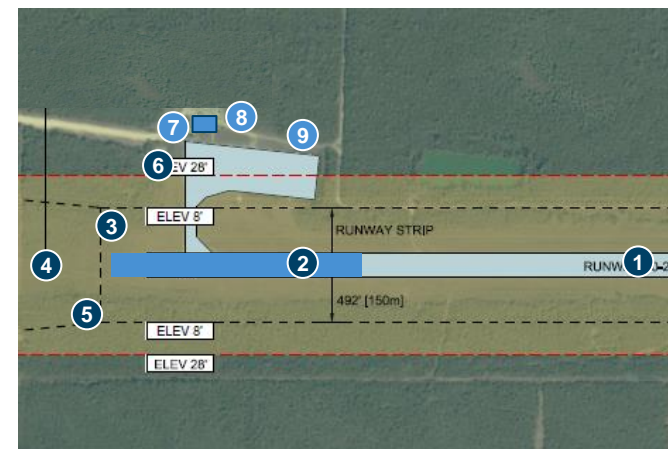 8
7
9
6
EV 28'
ELEV 8'
3
RUNWAY STRIP
4
2
RUNW
1
492' [150m]
5
ELEV 8'
ELEV 28'